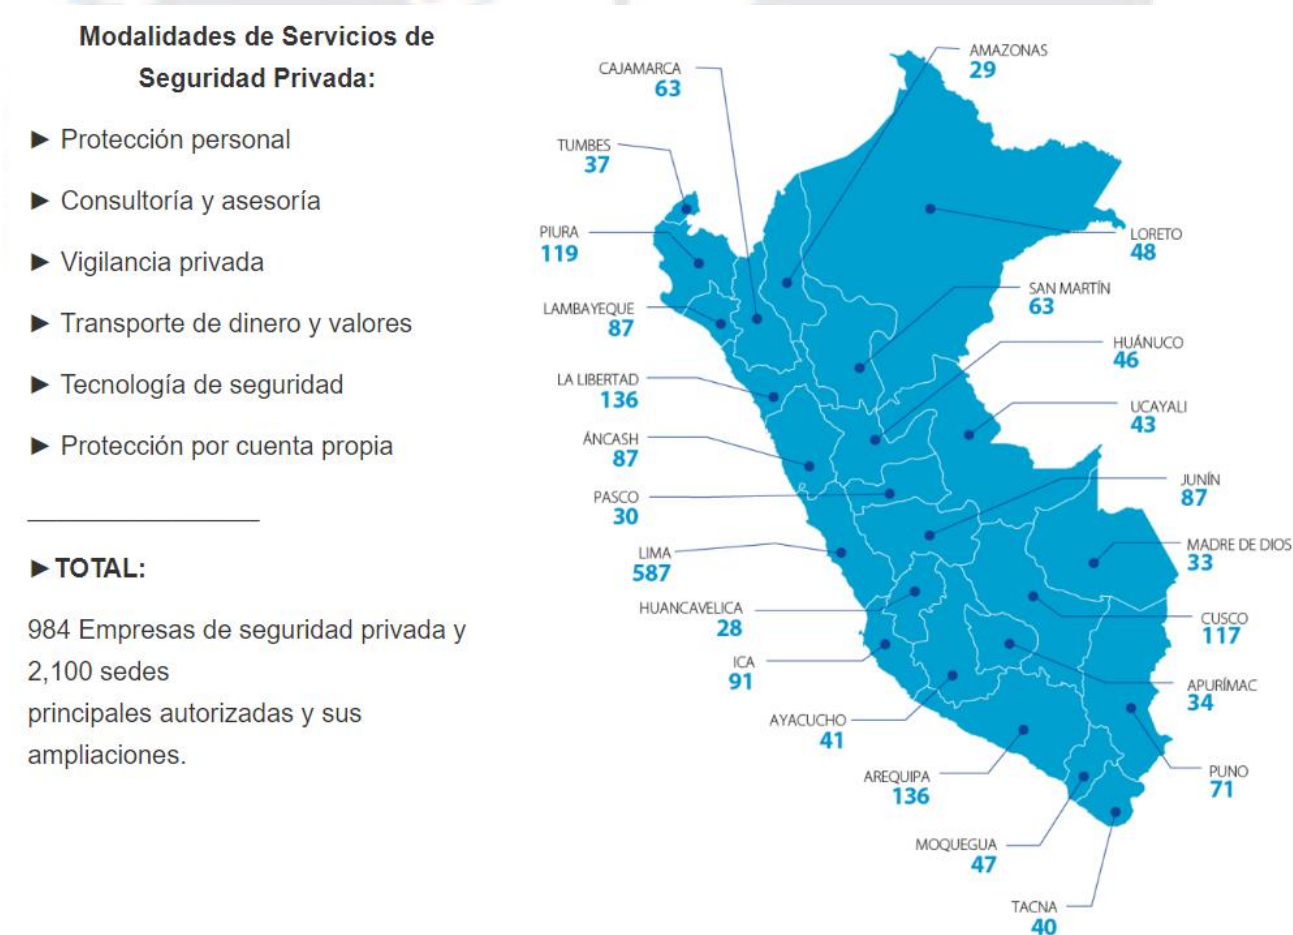 Modalidades de Servicios de
Seguridad Privada:
► Protección personal
► Consultoría y asesoría
► Vigilancia privada
► Transporte de dinero y valores
► Tecnología de seguridad
► Protección por cuenta propia
►TOTAL:
984 Empresas de seguridad privada y
2,100 sedes
principales autorizadas y sus
ampliaciones.
AMAZONAS
29
CAJAMARCA
63
TUMBES
37
PIURA
119
LORETO
48
SAN MARTÍN
63
LAMBAYEQUE
87
HUÁNUCO
46
LA LIBERTAD
136
UCAYALI
43
ÁNCASH
87
JUNÍN
87
PASCO
30
MADRE DE DIOS
33
LIMA
587
HUANCAVELICA
28
CUSCO
117
ICA
91
APURÍMAC
34
AYACUCHO
41
AREQUIPA
136
PUNO
71
MOQUEGUA
47
TACNA
40